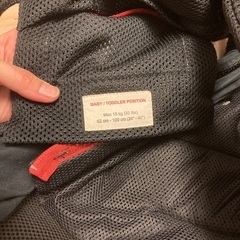 BABY / TODDLER POSITION
Max 15 kg (33 lbs)
62 cm - 100 cm (24" - 40")